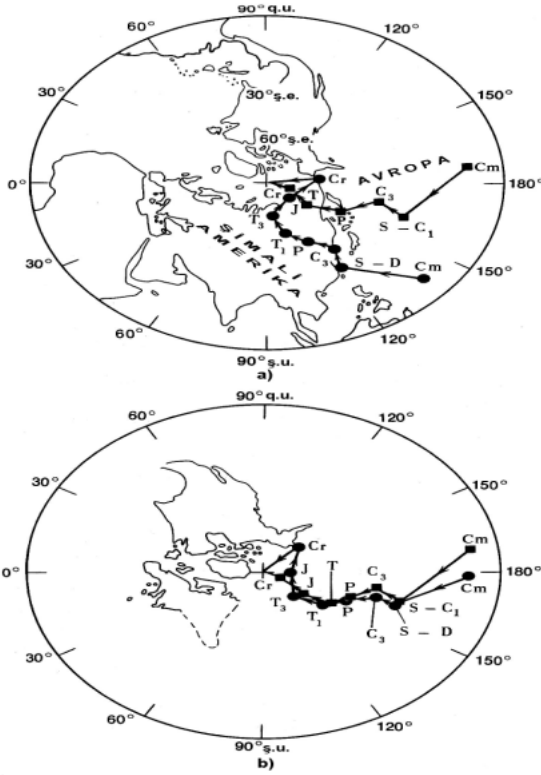 90° q.u.
60°
120°
30°
150°
30° ş.e.
60° ş.e.
AVROPA
Cm
0°
180°
Cr
Cr
T
C₃
J
P
S – C₁
T₃
T₁
P
C₃
S – D
Cm
ŞİMALİ
AMERİKA
30°
150°
60°
120°
90° ş.u.
a)
90° q.u.
60°
120°
30°
150°
Cr
Cm
0°
T
C₃
180°
J
Cr
J
P
Cm
T₃
T₁
P
S – C₁
C₃
S – D
30°
150°
60°
120°
90° ş.u.
b)